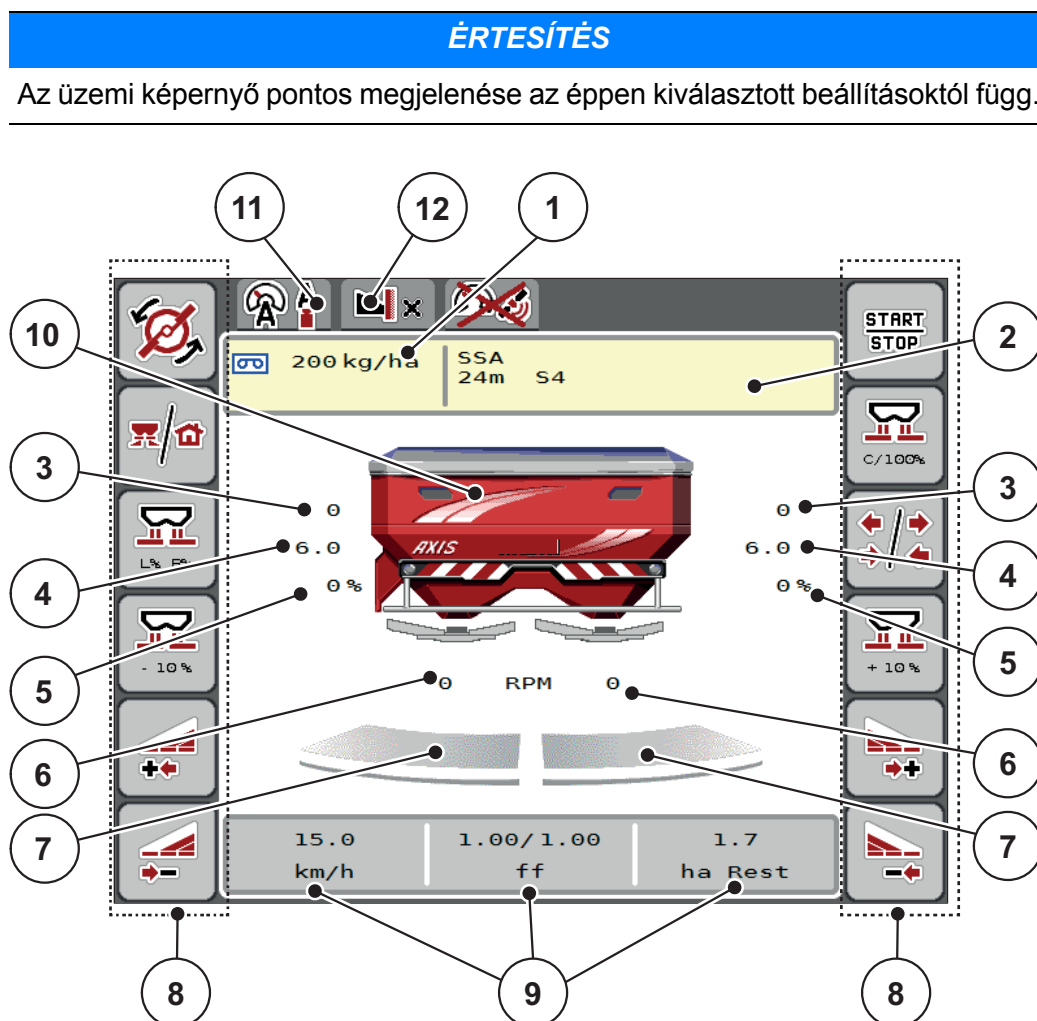 ÉRTESÍTÉS
Az üzemi képernyő pontos megjelenése az éppen kiválasztott beállításoktól függ.
11 12 1
10
2
3
3
4
4
5
5
6
6
7
7
8
9
8
A
START
STOP
200 kg/ha
SSA
24m S4
C/100%
0
0
6.0
6.0
0%
0%
AXIS
L% R%
- 10%
+ 10%
0 RPM 0
15.0 1.00/1.00 1.7
km/h ff ha Rest